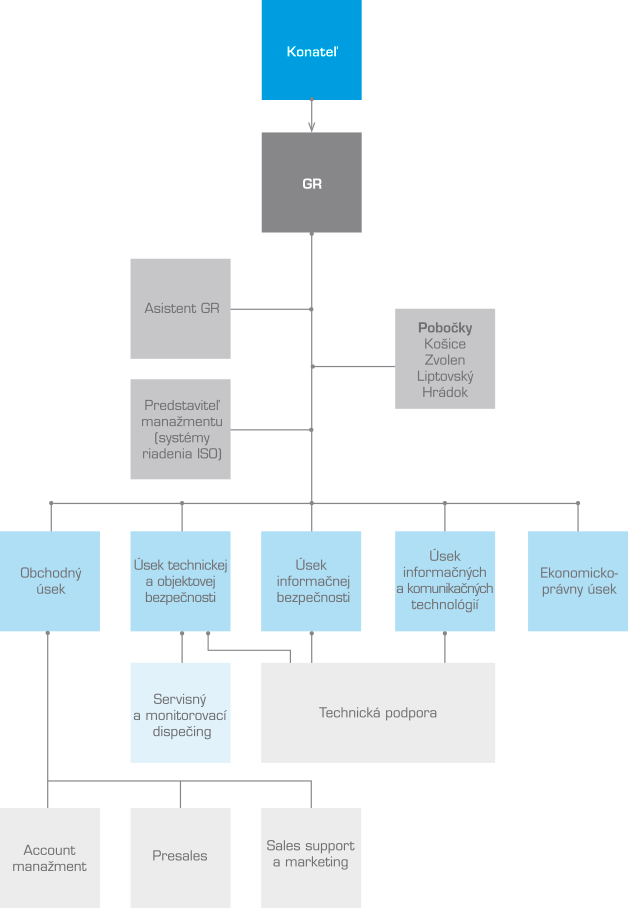 Konateľ
GR
Asistent GR
Pobočky
Košice
Zvolen
Liptovský
Hrádok
Predstaviteľ
manažmentu
(systémy
riadenia ISO)
Obchodný
úsek
Úsek technickej
a objektovej
bezpečnosti
Úsek
informačnej
bezpečnosti
Úsek
informačných
a komunikačných
technológií
Ekonomicko-
právny úsek
Servisný
a monitorovací
dispečing
Technická podpora
Account
manažment
Presales
Sales support
a marketing